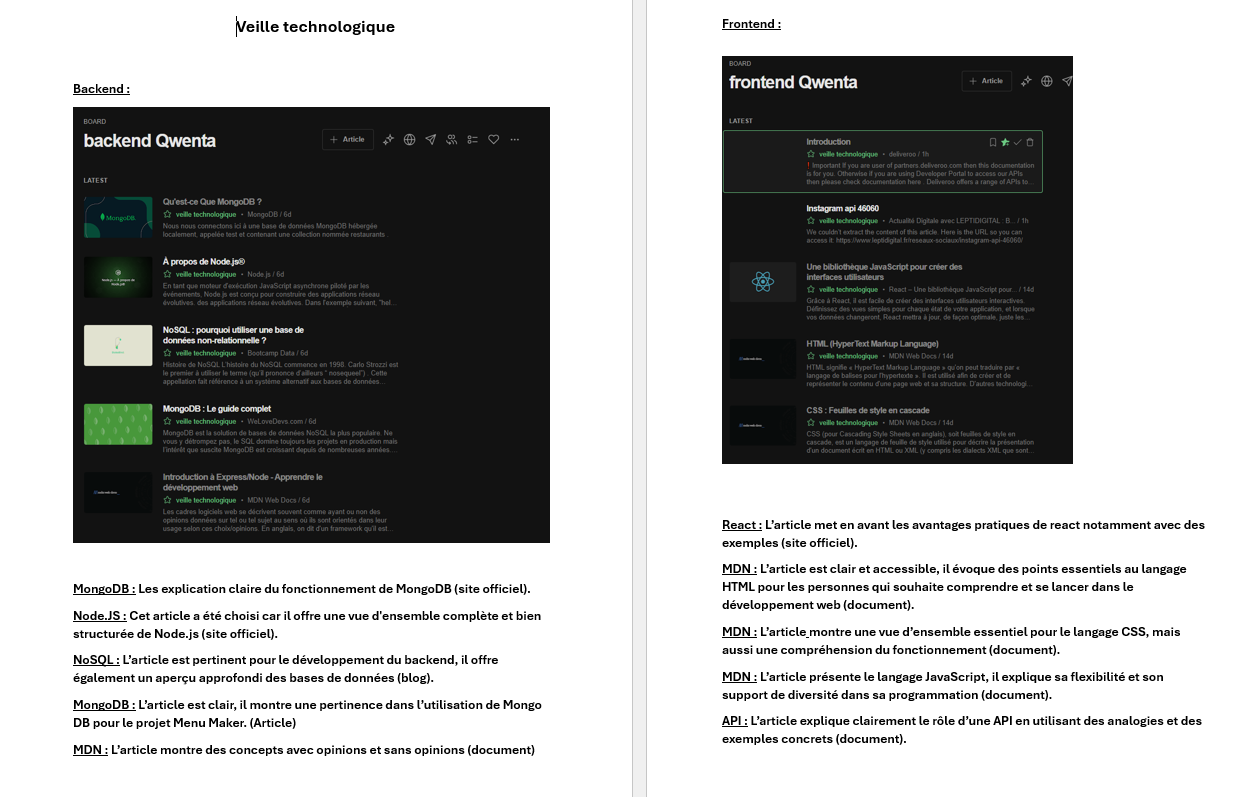 Veille technologique
Backend :
BOARD
backend Qwenta
+ Article
LATEST
MongoDB.
Qu'est-ce Que MongoDB ?
veille technologique • MongoDB / 6d
Nous nous connectons ici à une base de données MongoDB hébergée
localement, appelée test et contenant une collection nommée restaurants .
À propos de Node.js®
veille technologique • Node.js / 6d
En tant que moteur d'exécution JavaScript asynchrone piloté par les
événements, Node.js est conçu pour construire des applications réseau
évolutives. des applications réseau évolutives. Dans l'exemple suivant, "hel...
NoSQL : pourquoi utiliser une base de
données non-relationnelle ?
veille technologique • Bootcamp Data / 6d
Histoire de NoSQL L'histoire du NoSQL commence en 1998. Carlo Strozzi est
le premier à utiliser le terme (qu'il prononce d'ailleurs " nosequel") . Cette
appellation fait référence à un système alternatif aux bases de données...
MongoDB : Le guide complet
veille technologique • WeLoveDevs.com / 6d
MongoDB est la solution de bases de données NoSQL la plus populaire. Ne
vous y détrompez pas, le SQL domine toujours les projets en production mais
l'intérêt que suscite MongoDB est croissant depuis de nombreuses années...
Introduction à Express/Node - Apprendre le
développement web
veille technologique • MDN Web Docs / 6d
Les cadres logiciels web se décrivent souvent comme ayant ou non des
opinions données sur tel ou tel sujet au sens où ils sont orientés dans leur
usage selon ces choix/opinions. En anglais, on dit d'un framework qu'il est...
MongoDB : Les explication claire du fonctionnement de MongoDB (site officiel).
Node.JS : Cet article a été choisi car il offre une vue d'ensemble complète et bien
structurée de Node.js (site officiel).
NoSQL : L'article est pertinent pour le développement du backend, il offre
également un aperçu approfondi des bases de données (blog).
MongoDB : L'article est clair, il montre une pertinence dans l'utilisation de Mongo
DB pour le projet Menu Maker. (Article)
MDN : L'article montre des concepts avec opinions et sans opinions (document)
Frontend :
BOARD
frontend Qwenta
+ Article
LATEST
Introduction
veille technologique • deliveroo / 1h
! Important If you are user of partners.deliveroo.com then this documentation
is for you. Otherwise if you are using Developer Portal to access our APIs
then please check documentation here . Deliveroo offers a range of APIs to...
Instagram api 46060
veille technologique • Actualité Digitale avec LEPTIDIGITAL : B... / 1h
We couldn't extract the content of this article. Here is the URL so you can
access it: https://www.leptidigital.fr/reseaux-sociaux/instagram-api-46060/
Une bibliothèque JavaScript pour créer des
interfaces utilisateurs
veille technologique • React – Une bibliothèque JavaScript pour... / 14d
Grâce à React, il est facile de créer des interfaces utilisateurs interactives.
Définissez des vues simples pour chaque état de votre application, et lorsque
vos données changeront, React mettra à jour, de façon optimale, juste les...
HTML (HyperText Markup Language)
veille technologique • MDN Web Docs / 14d
HTML signifie « HyperText Markup Language » qu'on peut traduire par «
langage de balises pour l'hypertexte ». Il est utilisé afin de créer et de
représenter le contenu d'une page web et sa structure. D'autres technologi...
CSS : Feuilles de style en cascade
veille technologique • MDN Web Docs / 14d
CSS (pour Cascading Style Sheets en anglais), soit feuilles de style en
cascade, est un langage de feuille de style utilisé pour décrire la présentation
d'un document écrit en HTML ou XML (y compris les dialects XML que sont...
React : L'article met en avant les avantages pratiques de react notamment avec des
exemples (site officiel).
MDN : L'article est clair et accessible, il évoque des points essentiels au langage
HTML pour les personnes qui souhaite comprendre et se lancer dans le
développement web (document).
MDN : L'article montre une vue d'ensemble essentiel pour le langage CSS, mais
aussi une compréhension du fonctionnement (document).
MDN : L'article présente le langage JavaScript, il explique sa flexibilité et son
support de diversité dans sa programmation (document).
API : L'article explique clairement le rôle d'une API en utilisant des analogies et des
exemples concrets (document).